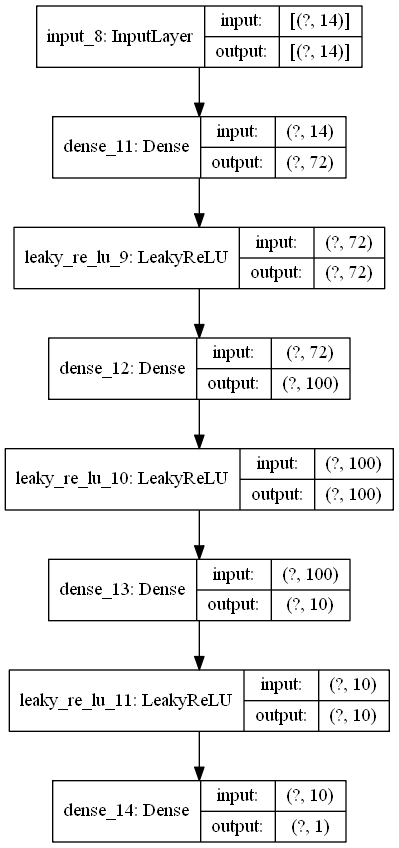 input_8: InputLayer
input: [(?, 14)]
output: [(?, 14)]
dense_11: Dense
input: (?, 14)
output: (?, 72)
leaky_re_lu_9: LeakyReLU
input: (?, 72)
output: (?, 72)
dense_12: Dense
input: (?, 72)
output: (?, 100)
leaky_re_lu_10: LeakyReLU
input: (?, 100)
output: (?, 100)
dense_13: Dense
input: (?, 100)
output: (?, 10)
leaky_re_lu_11: LeakyReLU
input: (?, 10)
output: (?, 10)
dense_14: Dense
input: (?, 10)
output: (?, 1)